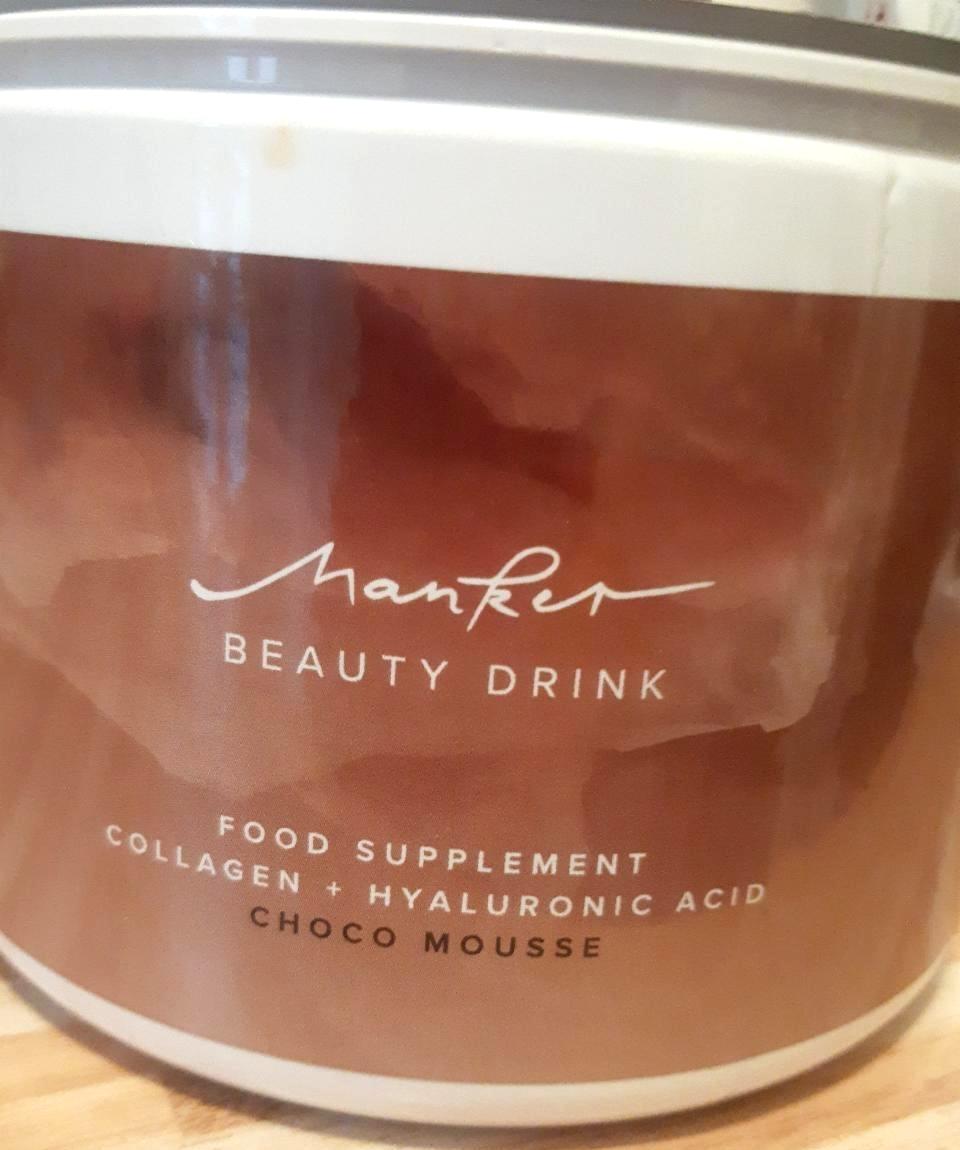 Manker
BEAUTY DRINK
FOOD SUPPLEMENT
COLLAGEN + HYALURONIC ACID
CHOCO MOUSSE